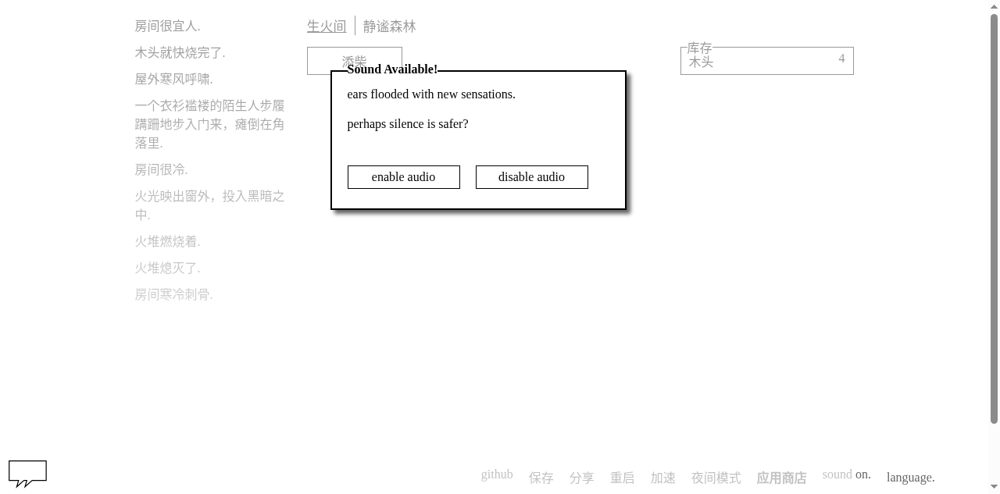 房间很宜人.
木头就快烧完了.
屋外寒风呼啸.
一个衣衫褴褛的陌生人步履
蹒跚地步入门来，瘫倒在角
落里.
房间很冷.
火光映出窗外，投入黑暗之
中.
火堆燃烧着.
火堆熄灭了.
房间寒冷刺骨.
生火间 静谧森林
添柴
Sound Available!
ears flooded with new sensations.
perhaps silence is safer?
enable audio disable audio
库存
木头 4
github 保存 分享 重启 加速 夜间模式 应用商店 sound on. language.